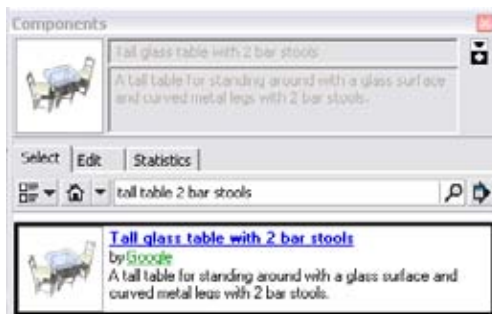 Components
Tall glass table with 2 bar stools
A tall table for standing around with a glass surface
and curved metal legs with 2 bar stools.
Select
Edit
Statistics
tall table 2 bar stools
Tall glass table with 2 bar stools
by Google
A tall table for standing around with a glass surface and
curved metal legs with 2 bar stools.